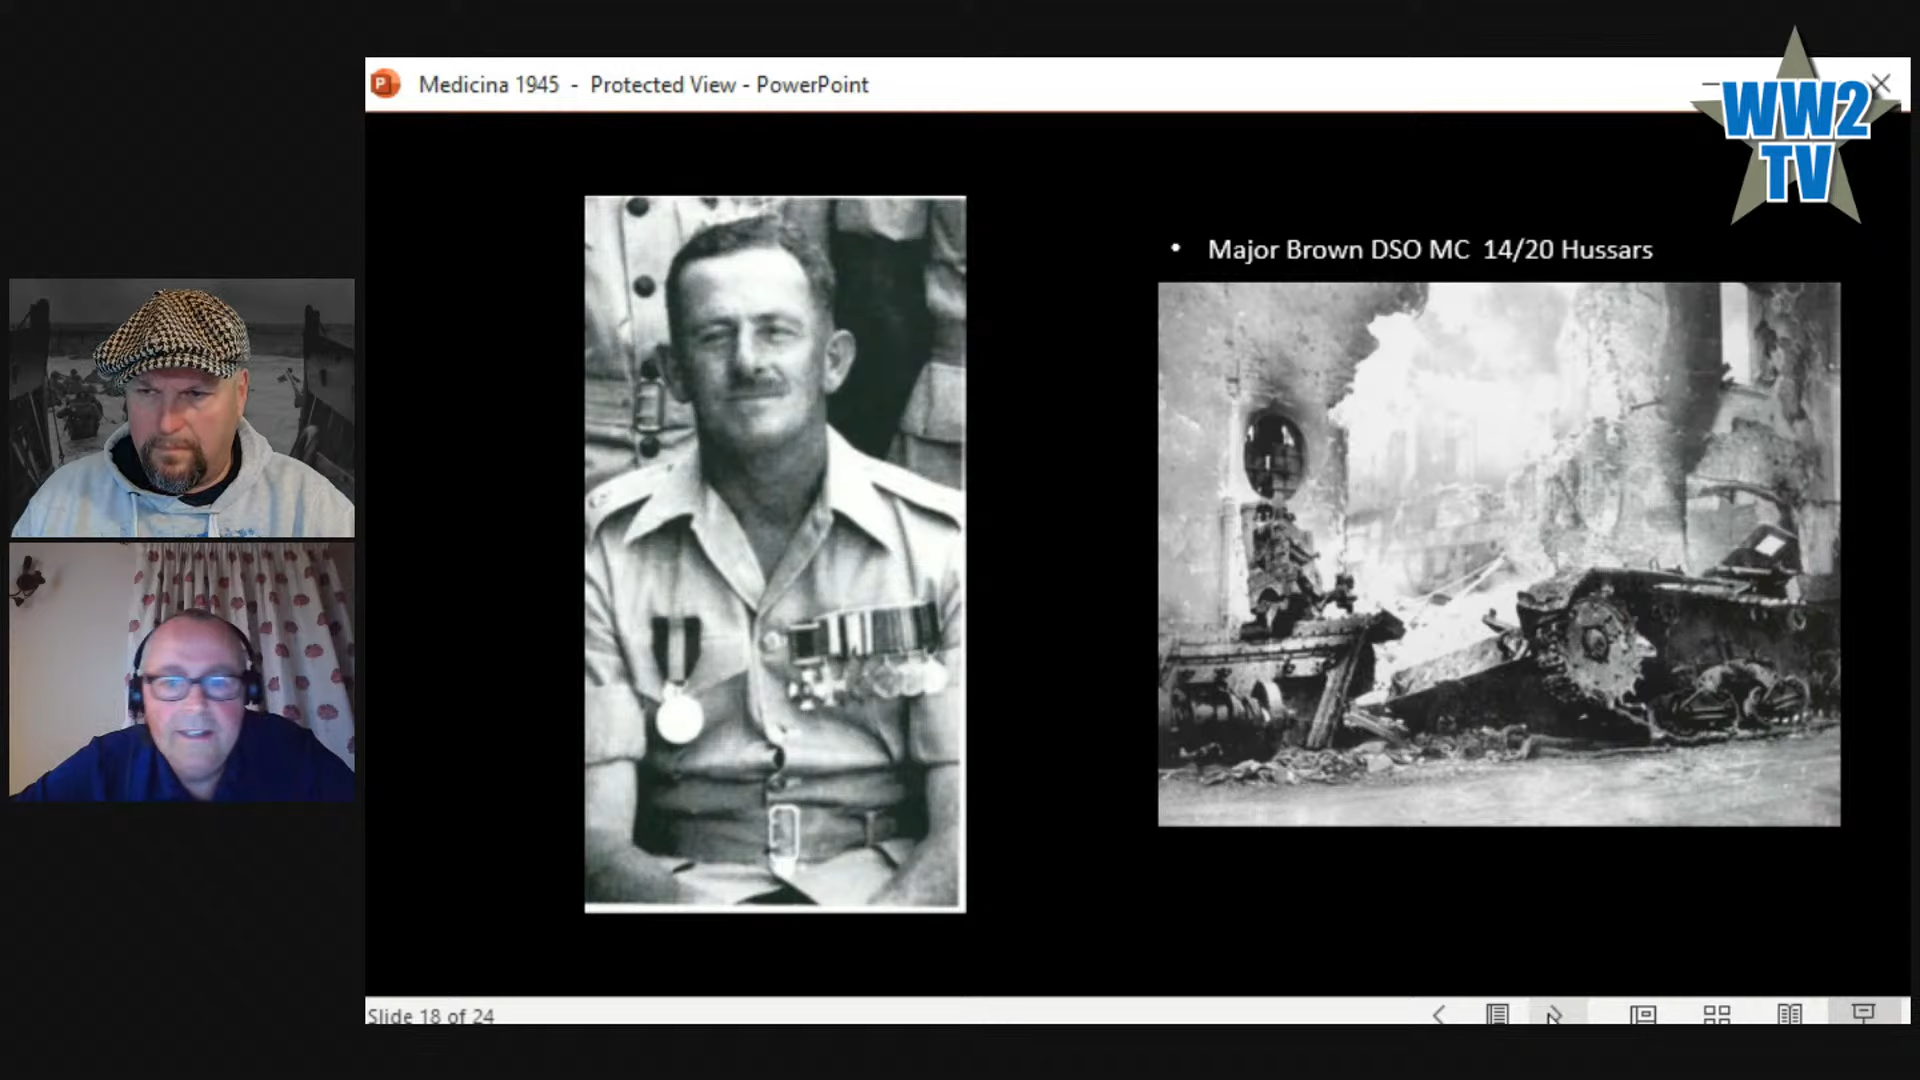 Medicina 1945 - Protected View - PowerPoint
WW2
TV
• Major Brown DSO MC 14/20 Hussars
Slide 18 of 24